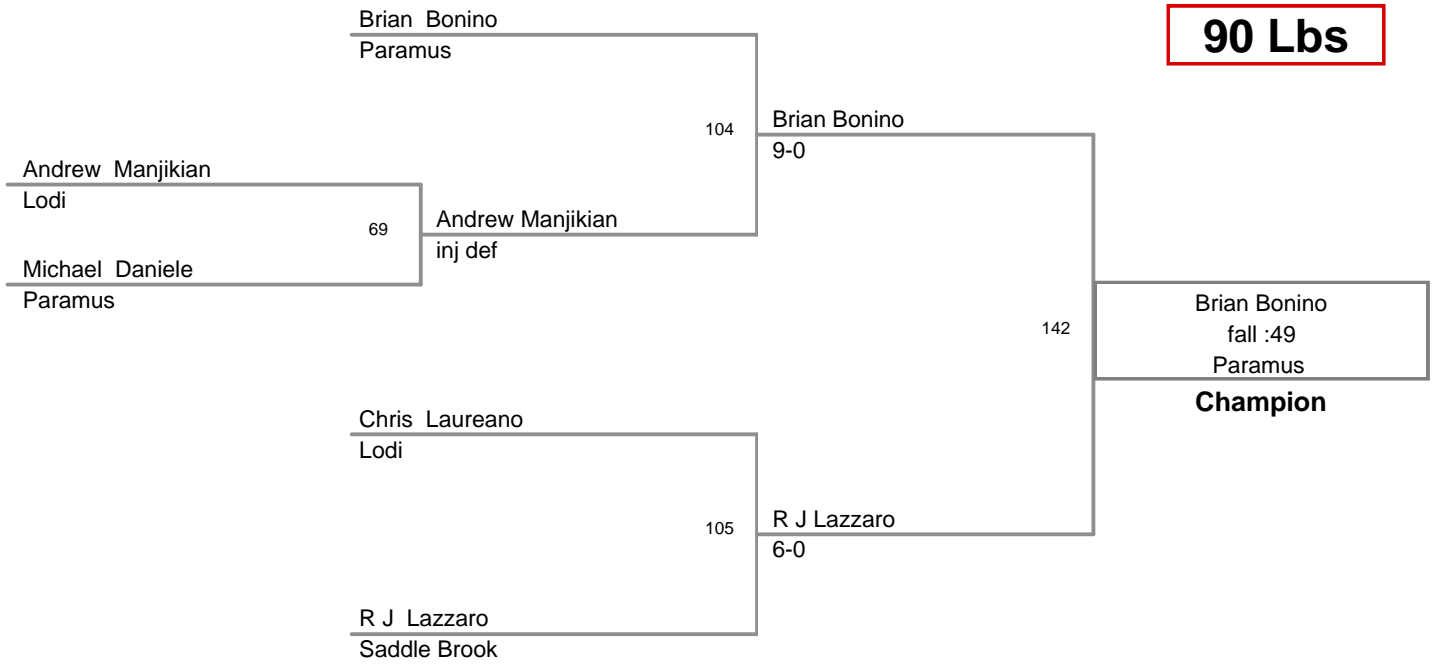 Brian Bonino
Paramus
90 Lbs
104
Brian Bonino
9-0
Andrew Manjikian
Lodi
69
Andrew Manjikian
inj def
Michael Daniele
Paramus
142
Brian Bonino
fall :49
Paramus
Champion
Chris Laureano
Lodi
105
R J Lazzaro
6-0
R J Lazzaro
Saddle Brook